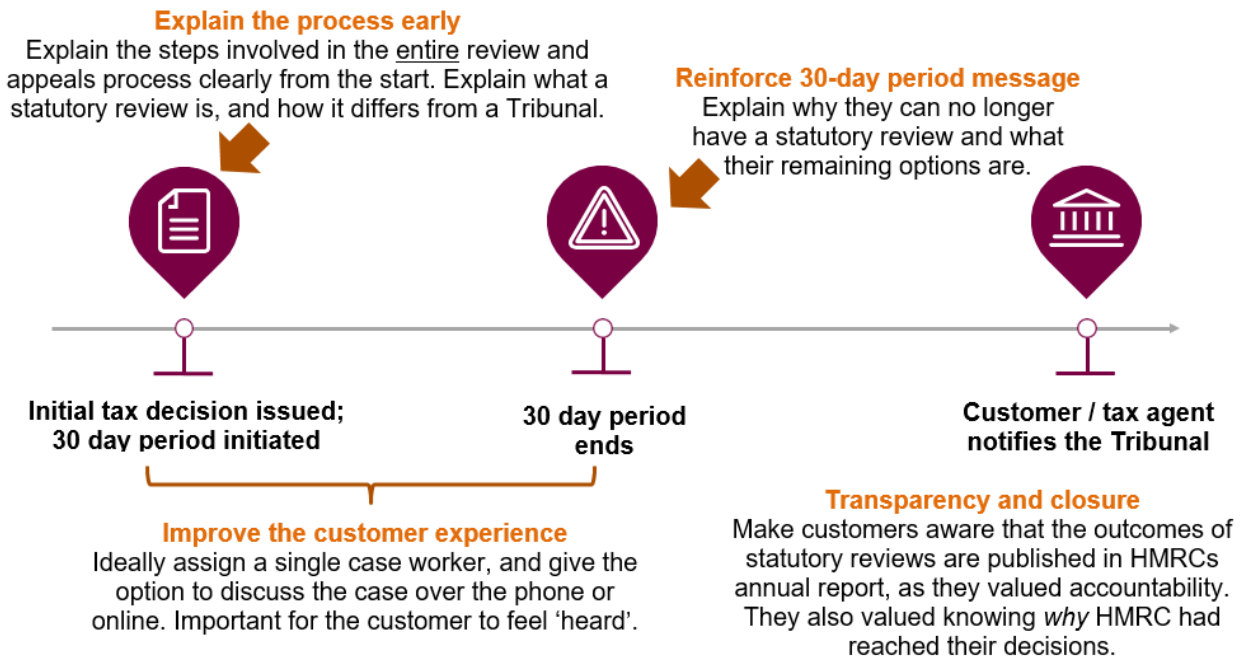 Explain the process early
Explain the steps involved in the entire review and
appeals process clearly from the start. Explain what a
statutory review is, and how it differs from a Tribunal.
Reinforce 30-day period message
Explain why they can no longer
have a statutory review and what
their remaining options are.
Initial tax decision issued;
30 day period initiated
30 day period
ends
Customer / tax agent
notifies the Tribunal
Improve the customer experience
Ideally assign a single case worker, and give the
option to discuss the case over the phone or
online. Important for the customer to feel ‘heard’.
Transparency and closure
Make customers aware that the outcomes of
statutory reviews are published in HMRCs
annual report, as they valued accountability.
They also valued knowing why HMRC had
reached their decisions.